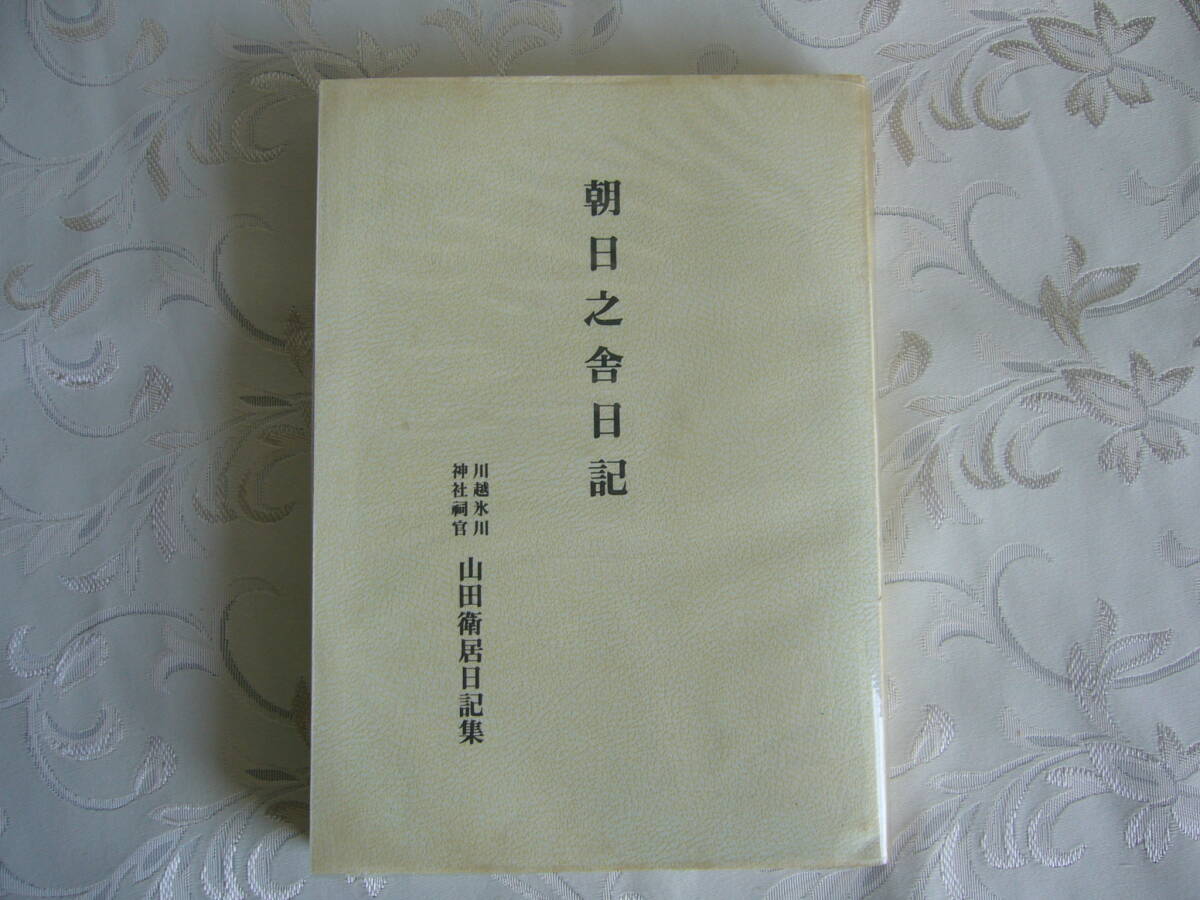 朝日之舎日記
川越氷川
神社祠官
山田衛居日記集